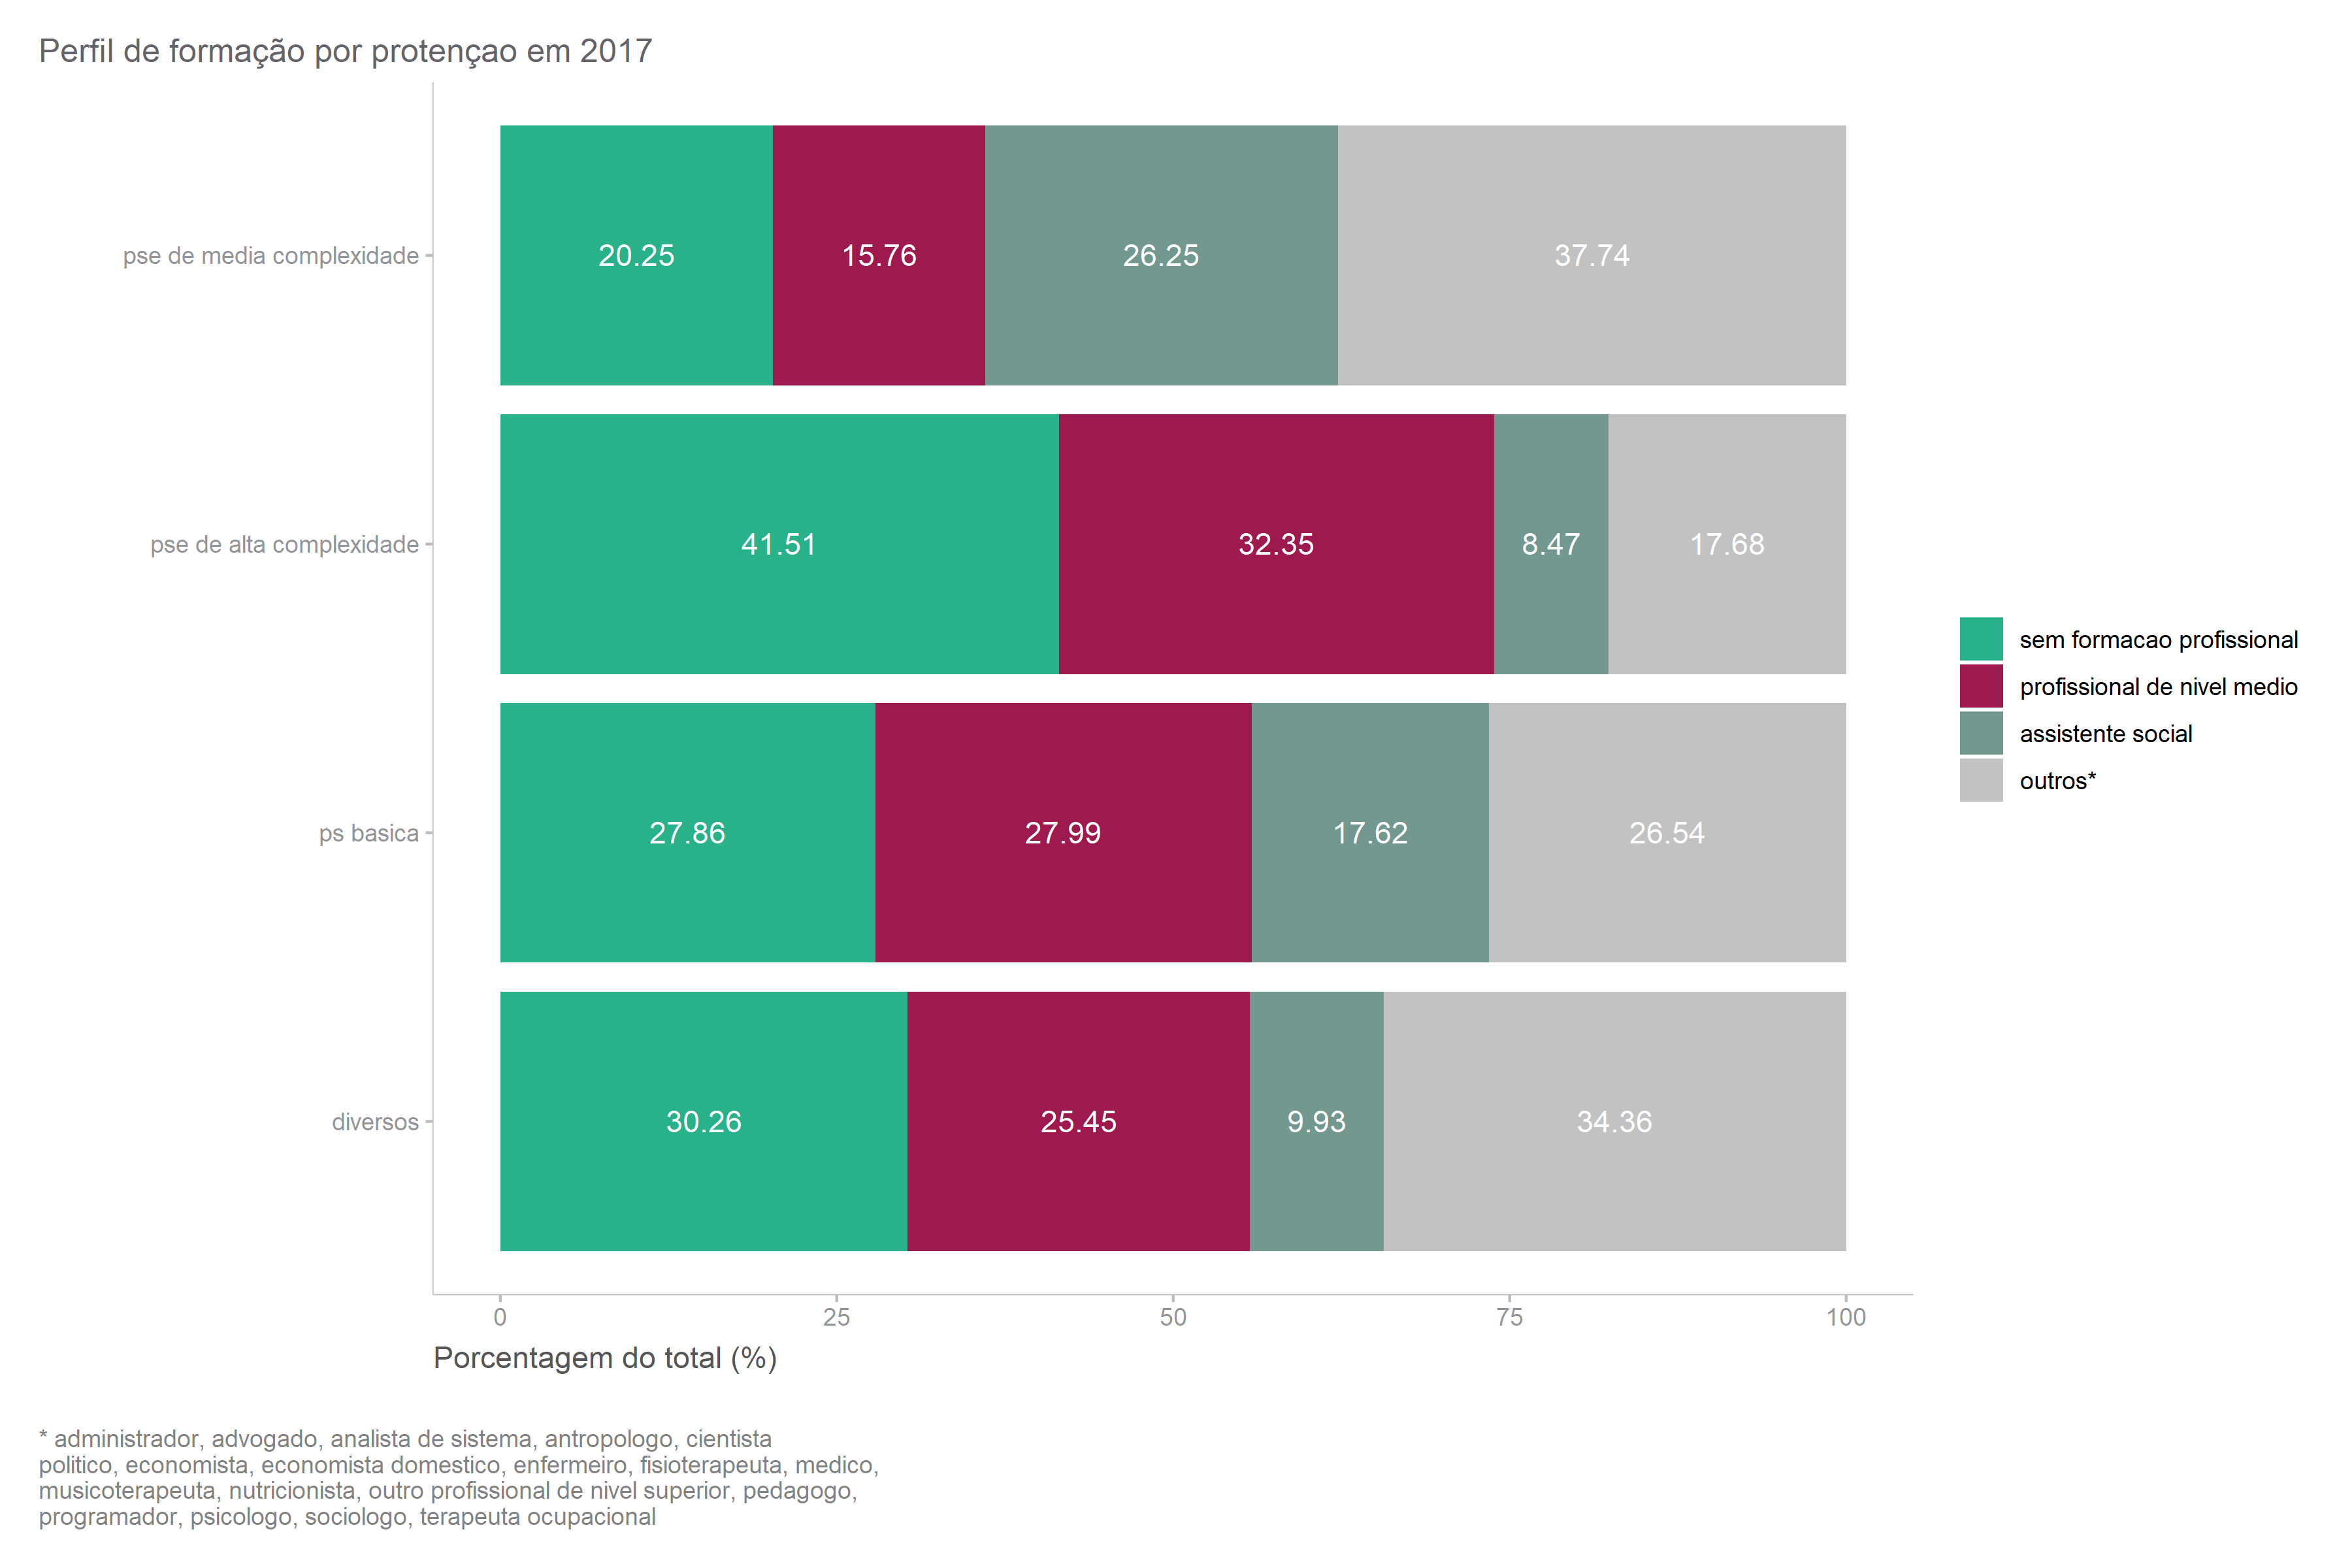 Perfil de formação por protençao em 2017
pse de media complexidade
20.25 15.76 26.25 37.74
pse de alta complexidade
41.51 32.35 8.47 17.68
sem formacao profissional
profissional de nivel medio
assistente social
outros*
ps basica
27.86 27.99 17.62 26.54
diversos
30.26 25.45 9.93 34.36
0 25 50 75 100
Porcentagem do total (%)
* administrador, advogado, analista de sistema, antropologo, cientista
politico, economista, economista domestico, enfermeiro, fisioterapeuta, medico,
musicoterapeuta, nutricionista, outro profissional de nivel superior, pedagogo,
programador, psicologo, sociologo, terapeuta ocupacional